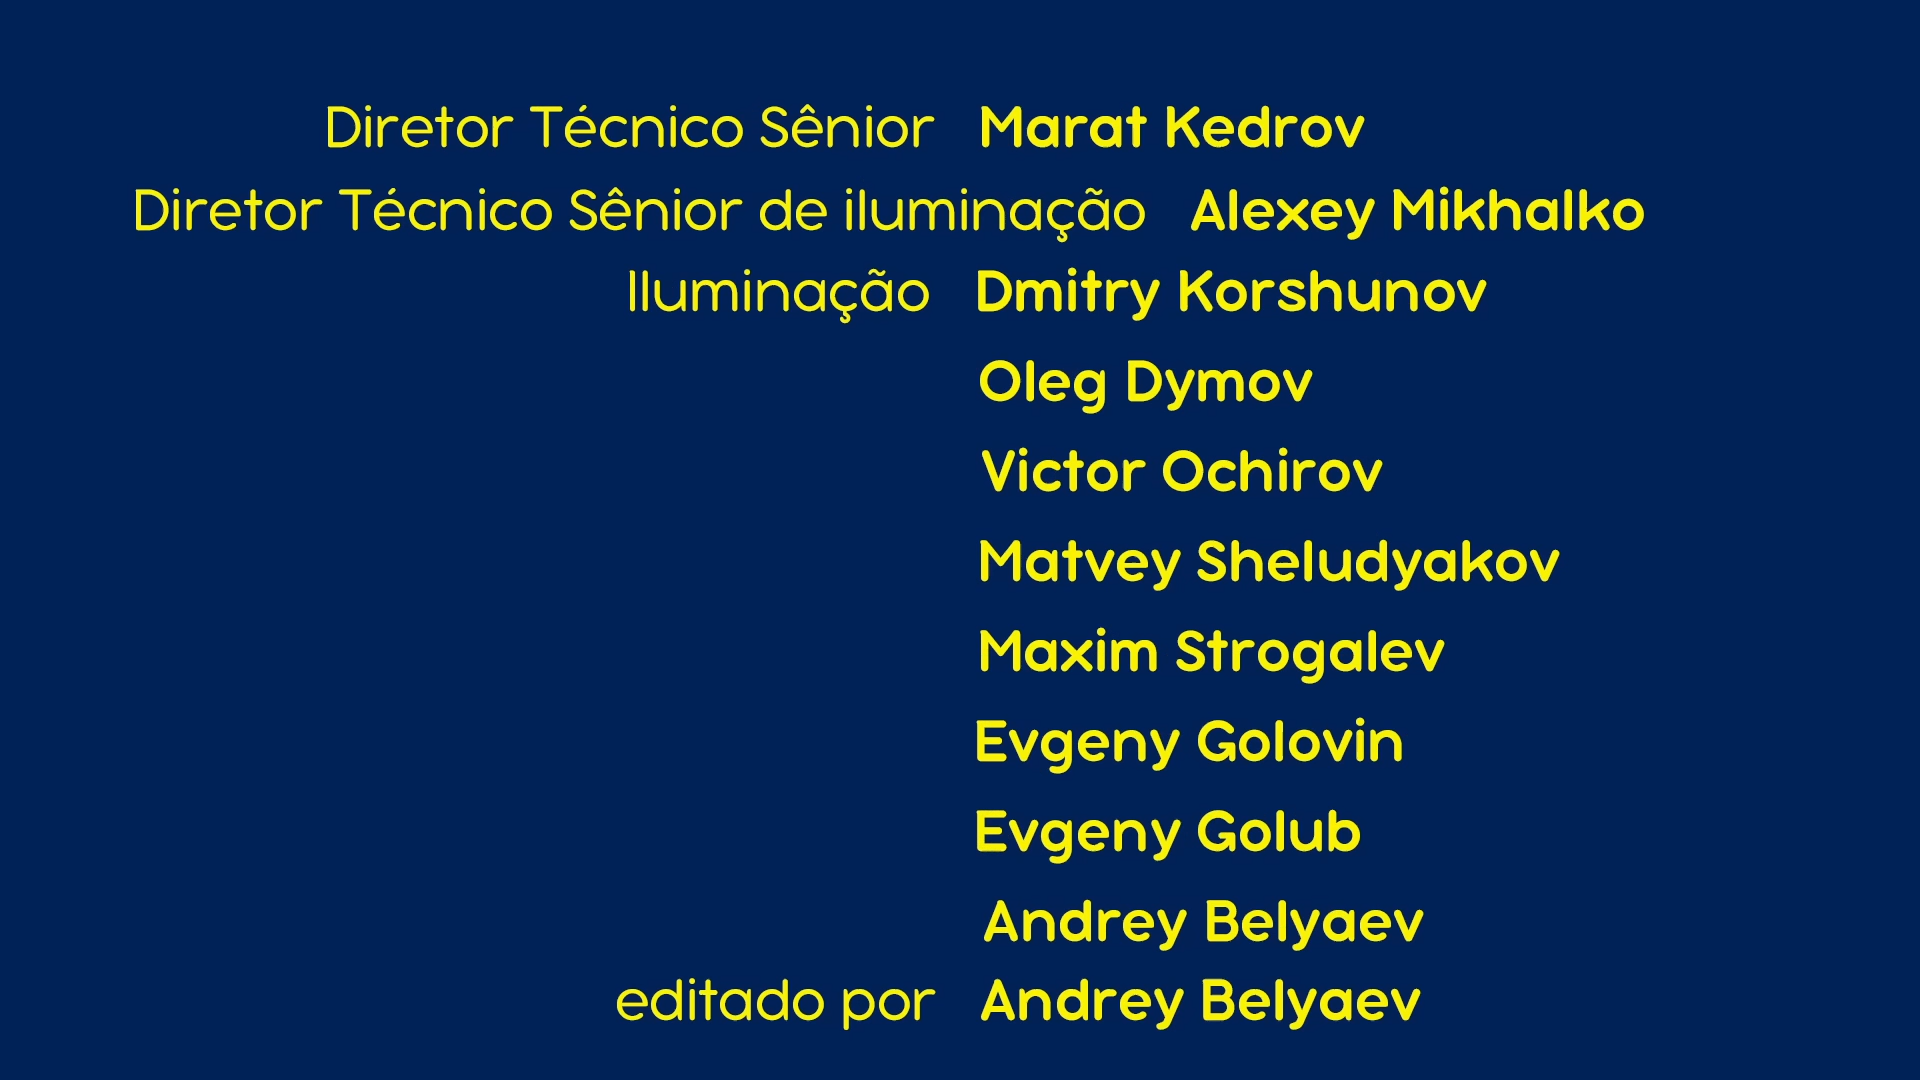 Diretor Técnico Sênior Marat Kedrov
Diretor Técnico Sênior de iluminação Alexey Mikhalko
Iluminação Dmitry Korshunov
Oleg Dymov
Victor Ochirov
Matvey Sheludyakov
Maxim Strogalev
Evgeny Golovin
Evgeny Golub
Andrey Belyaev
editado por Andrey Belyaev